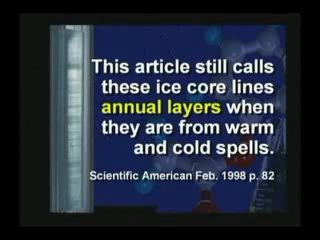 This article still calls
these ice core lines
annual layers when
they are from warm
and cold spells.
Scientific American Feb. 1998 p. 82